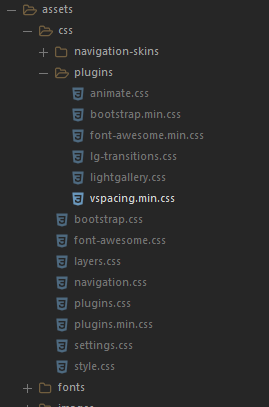 assets
css
navigation-skins
plugins
animate.css
bootstrap.min.css
font-awesome.min.css
lg-transitions.css
lightgallery.css
vspacing.min.css
bootstrap.css
font-awesome.css
layers.css
navigation.css
plugins.css
plugins.min.css
settings.css
style.css
fonts
images